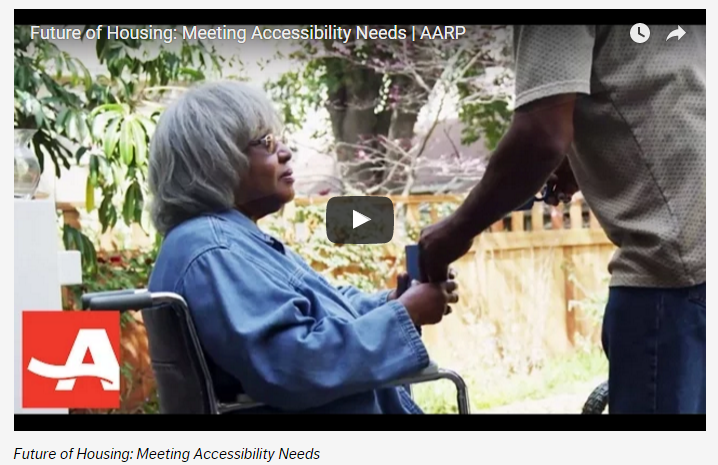 Future of Housing: Meeting Accessibility Needs | AARP
A
Future of Housing: Meeting Accessibility Needs